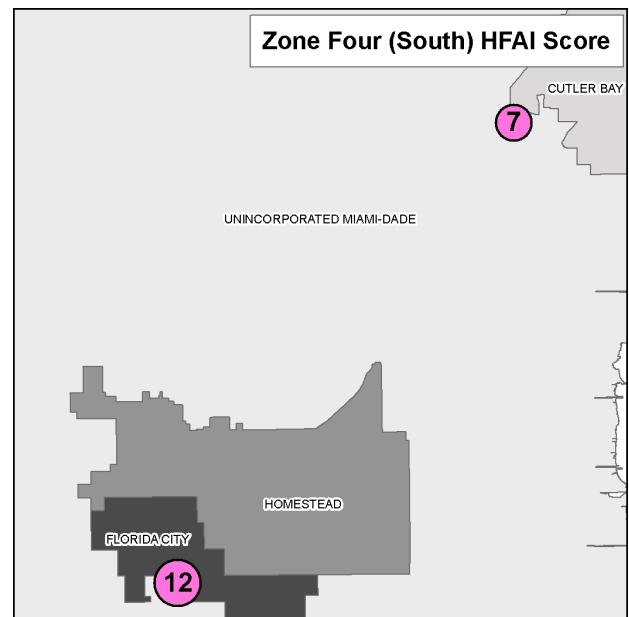 Zone Four (South) HFAI Score
CUTLER BAY
7
UNINCORPORATED MIAMI-DADE
HOMESTEAD
FLORIDA CITY
12